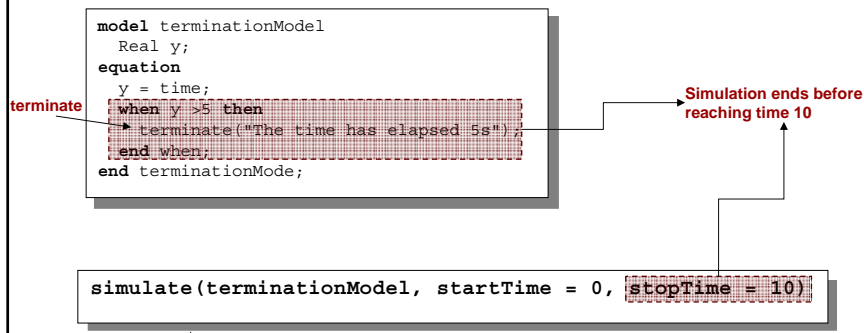 model terminationModel
Real y;
equation
y = time;
when y >5 then
terminate("The time has elapsed 5s");
end when;
end terminationMode;
terminate
Simulation ends before
reaching time 10
simulate(terminationModel, startTime = 0, stopTime = 10)